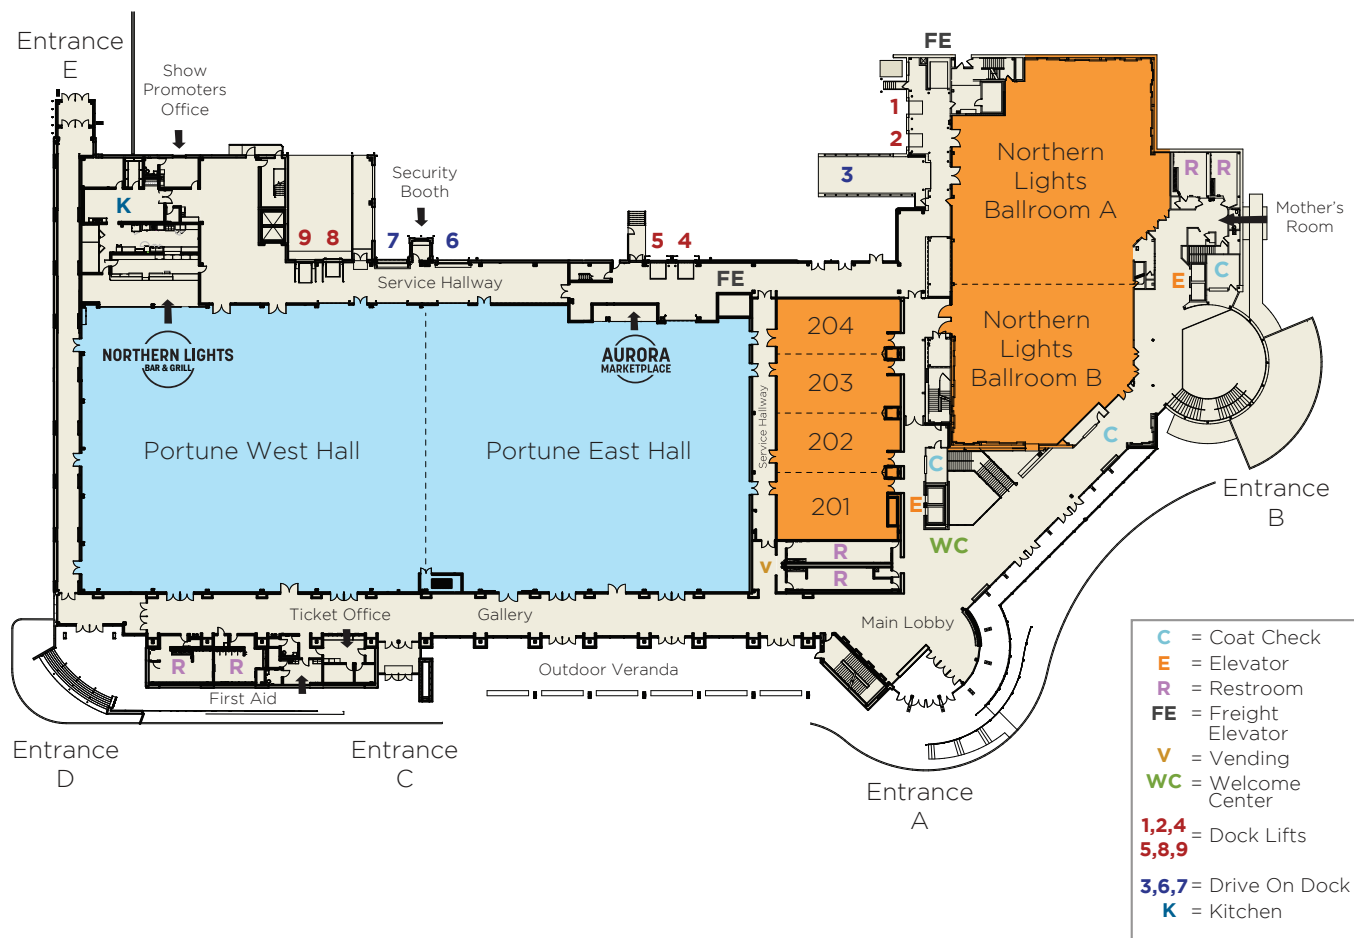 Entrance
E
Show
Promoters
Office
FE
1
2
3
Security
Booth
K
9
8
7
6
5
4
Service Hallway
FE
Northern
Lights
Ballroom A
R
R
Mother's
Room
C
E
NORTHERN LIGHTS
BAR & GRILL
AURORA
MARKETPLACE
204
203
202
201
Service Hallway
Northern
Lights
Ballroom B
Portune West Hall
Portune East Hall
C
C
E
WC
Entrance
B
R
R
V
Ticket Office
Gallery
Main Lobby
R
R
First Aid
Outdoor Veranda
Entrance
D
Entrance
C
Entrance
A
C = Coat Check
E = Elevator
R = Restroom
FE = Freight
Elevator
V = Vending
WC = Welcome
Center
1,2,4
5,8,9 = Dock Lifts
3,6,7 = Drive On Dock
K = Kitchen